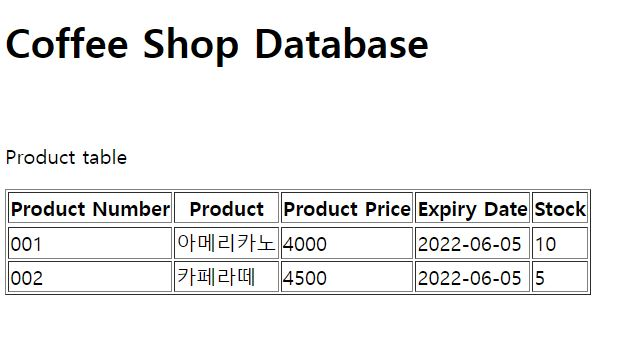 Coffee Shop Database
Product table
Product Number Product Product Price Expiry Date Stock
001 아메리카노 4000 2022-06-05 10
002 카페라떼 4500 2022-06-05 5